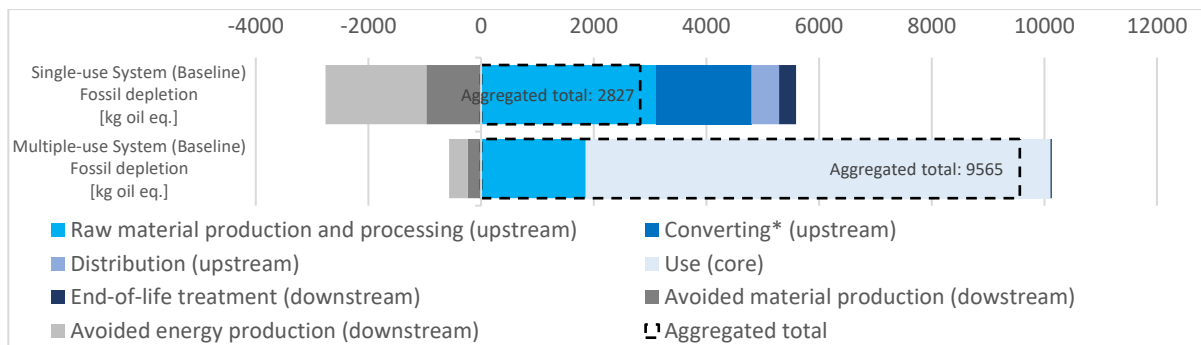 -4000 -2000 0 2000 4000 6000 8000 10000 12000
Single-use System (Baseline)
Fossil depletion
[kg oil eq.]
Aggregated total: 2827
Multiple-use System (Baseline)
Fossil depletion
[kg oil eq.]
Aggregated total: 9565
Raw material production and processing (upstream) Converting* (upstream)
Distribution (upstream) Use (core)
End-of-life treatment (downstream) Avoided material production (dowstream)
Avoided energy production (downstream) Aggregated total